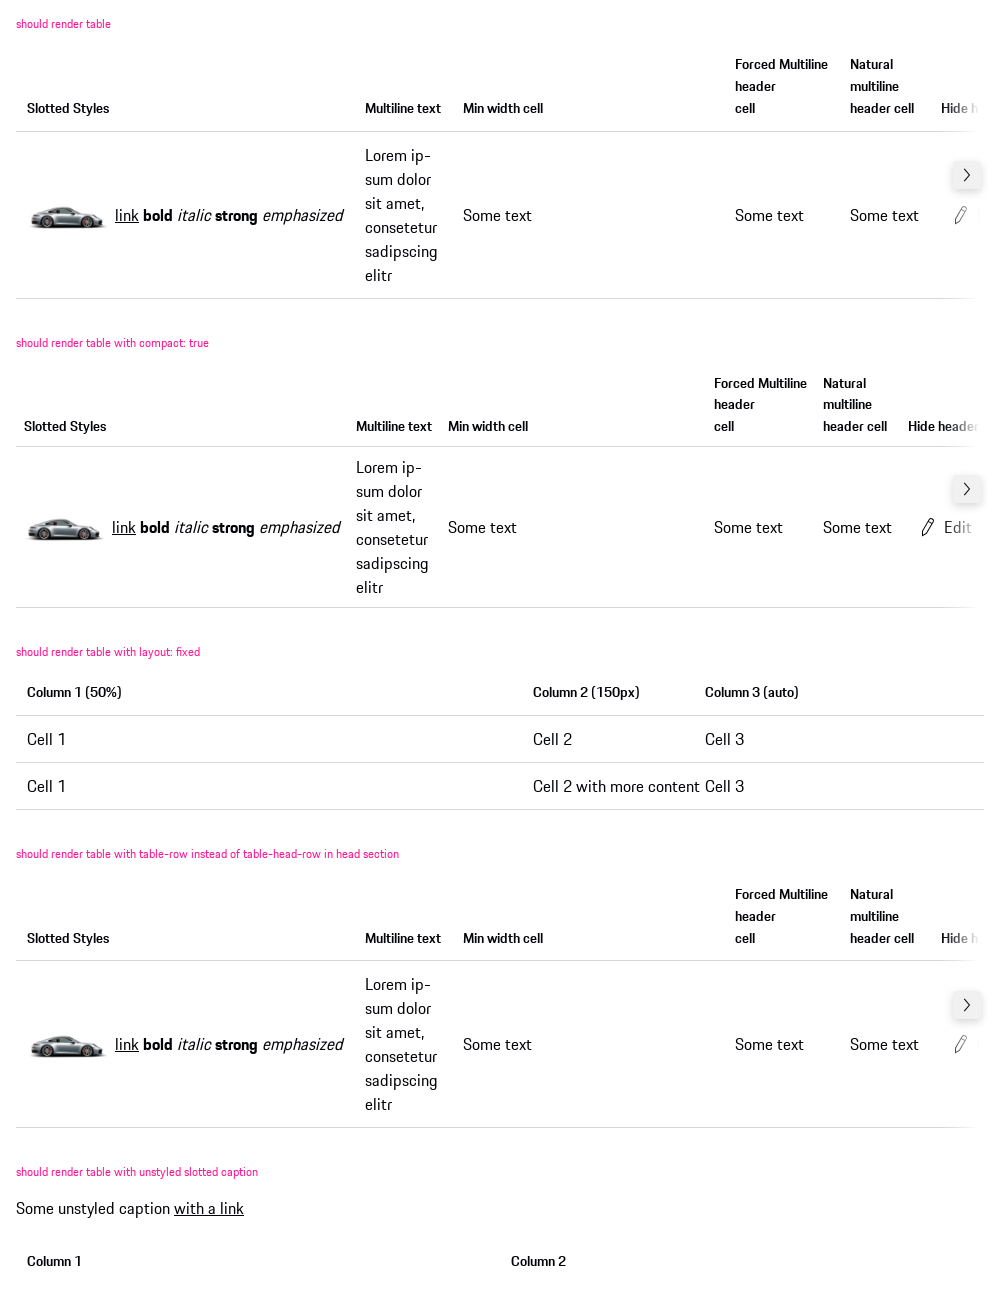 should render table
Slotted Styles Multiline text Min width cell Forced Multiline header cell Natural multiline header cell Hide h
link bold italic strong emphasized
Lorem ip-
sum dolor
sit amet,
consetetur
sadipscing
elitr
Some text Some text Some text
should render table with compact: true
Slotted Styles Multiline text Min width cell Forced Multiline header cell Natural multiline header cell Hide header
link bold italic strong emphasized
Lorem ip-
sum dolor
sit amet,
consetetur
sadipscing
elitr
Some text Some text Some text Edit
should render table with layout: fixed
Column 1 (50%) Column 2 (150px) Column 3 (auto)
Cell 1 Cell 2 Cell 3
Cell 1 Cell 2 with more content Cell 3
should render table with table-row instead of table-head-row in head section
Slotted Styles Multiline text Min width cell Forced Multiline header cell Natural multiline header cell Hide h
link bold italic strong emphasized
Lorem ip-
sum dolor
sit amet,
consetetur
sadipscing
elitr
Some text Some text Some text
should render table with unstyled slotted caption
Some unstyled caption with a link
Column 1 Column 2